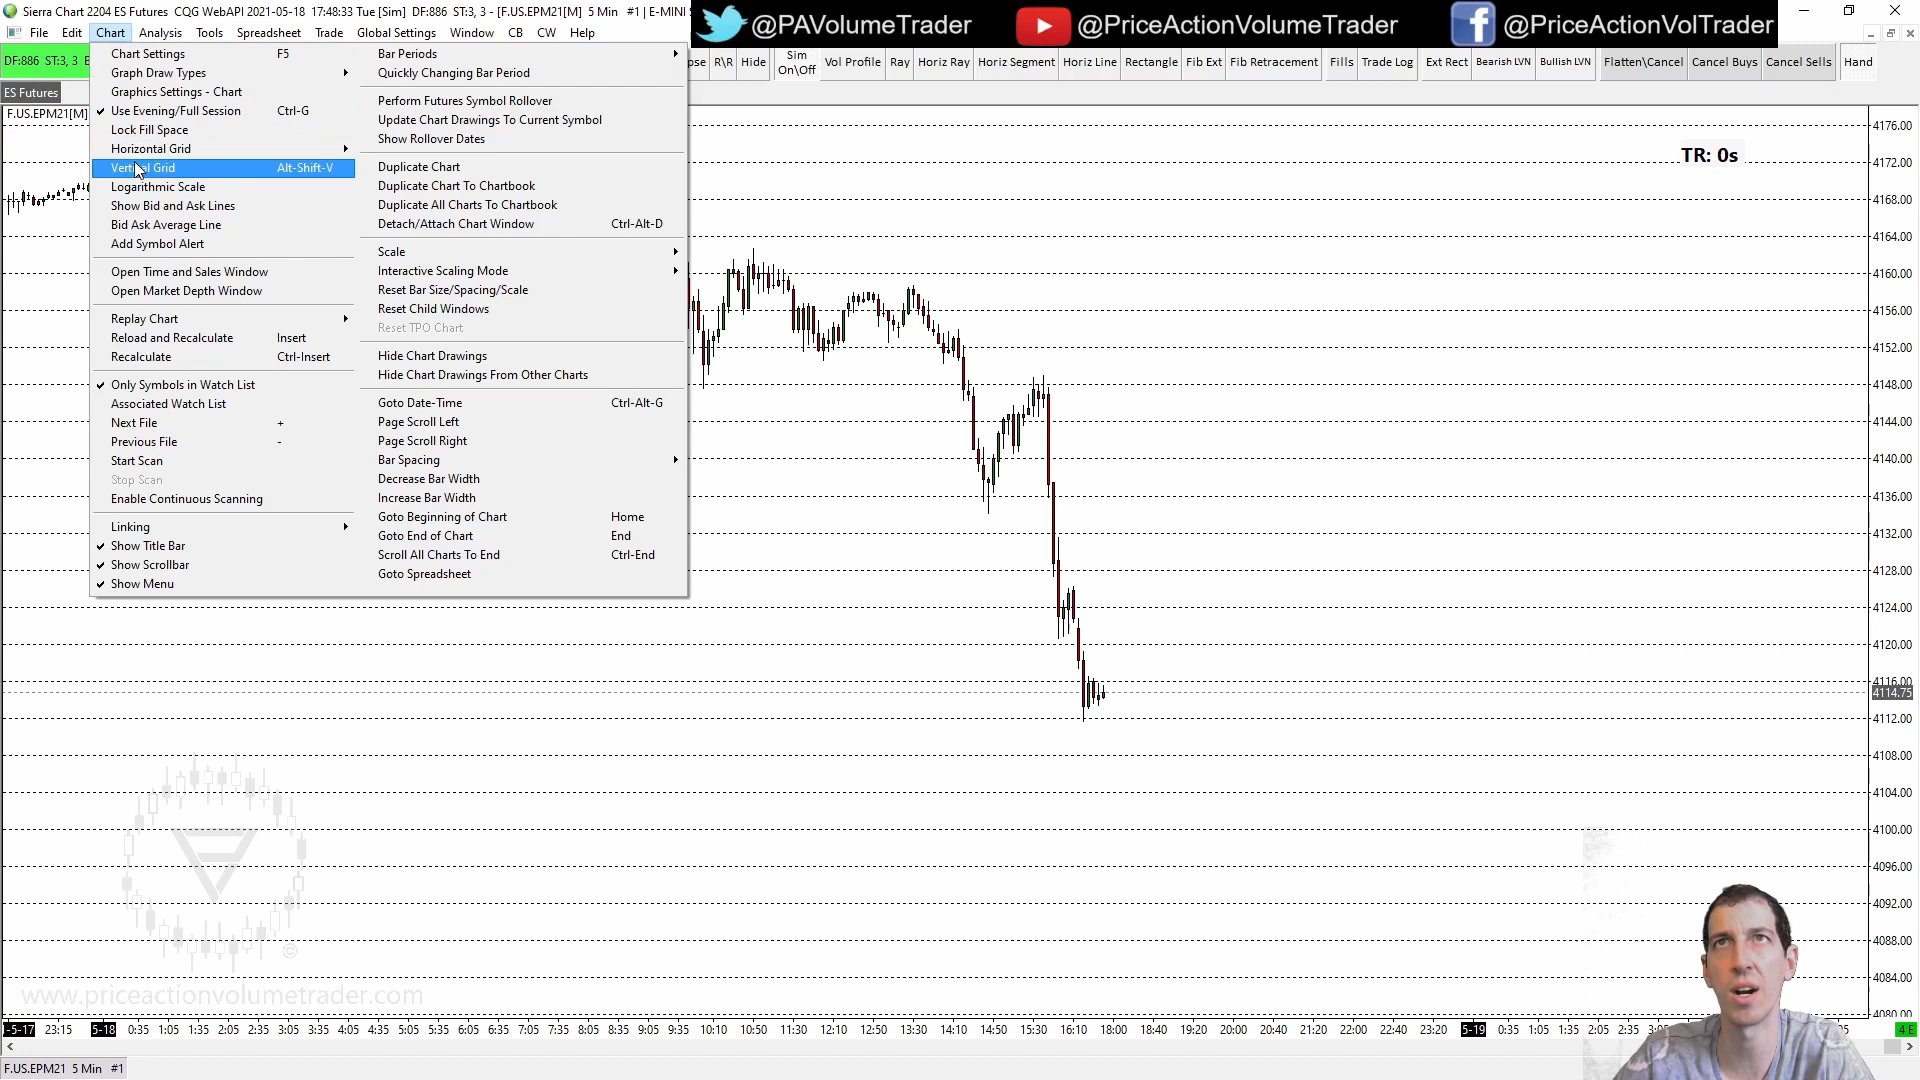 Sierra Chart 2204 ES Futures CQG WebAPI 2021-05-18 17:48:33 Tue [Sim] DF:886 ST:3, 3 - [F.US.EPM21[M] 5 Min #1 | E-MINI S
@PAVolumeTrader @PriceActionVolumeTrader @PriceActionVolTrader
File Edit Chart Analysis Tools Spreadsheet Trade Global Settings Window CB CW Help
DF:886 ST:3, 3
R\R Hide Sim On\Off Vol Profile Ray Horiz Ray Horiz Segment Horiz Line Rectangle Fib Ext Fib Retracement Fills Trade Log Ext Rect Bearish LVN Bullish LVN Flatten\Cancel Cancel Buys Cancel Sells Hand
ES Futures
F.US.EPM21[M]
Chart Settings F5
Graph Draw Types
Graphics Settings - Chart
Use Evening/Full Session Ctrl-G
Lock Fill Space
Horizontal Grid
Vertical Grid Alt-Shift-V
Logarithmic Scale
Show Bid and Ask Lines
Bid Ask Average Line
Add Symbol Alert
Open Time and Sales Window
Open Market Depth Window
Replay Chart
Reload and Recalculate Insert
Recalculate Ctrl-Insert
Only Symbols in Watch List
Associated Watch List
Next File +
Previous File -
Start Scan
Stop Scan
Enable Continuous Scanning
Linking
Show Title Bar
Show Scrollbar
Show Menu
Bar Periods
Quickly Changing Bar Period
Perform Futures Symbol Rollover
Update Chart Drawings To Current Symbol
Show Rollover Dates
Duplicate Chart
Duplicate Chart To Chartbook
Duplicate All Charts To Chartbook
Detach/Attach Chart Window Ctrl-Alt-D
Scale
Interactive Scaling Mode
Reset Bar Size/Spacing/Scale
Reset Child Windows
Reset TPO Chart
Hide Chart Drawings
Hide Chart Drawings From Other Charts
Goto Date-Time Ctrl-Alt-G
Page Scroll Left
Page Scroll Right
Bar Spacing
Decrease Bar Width
Increase Bar Width
Goto Beginning of Chart Home
Goto End of Chart End
Scroll All Charts To End Ctrl-End
Goto Spreadsheet
TR: 0s
4176.00
4172.00
4168.00
4164.00
4160.00
4156.00
4152.00
4148.00
4144.00
4140.00
4136.00
4132.00
4128.00
4124.00
4120.00
4116.00
4114.75
4112.00
4108.00
4104.00
4100.00
4096.00
4092.00
4088.00
4084.00
4080.00
©
www.priceactionvolumetrader.com
-5-17 23:15 5-18 0:35 1:05 1:35 2:05 2:35 3:05 3:35 4:05 4:35 5:05 5:35 6:05 6:35 7:05 7:35 8:05 8:35 9:05 9:35 10:10 10:50 11:30 12:10 12:50 13:30 14:10 14:50 15:30 16:10 18:00 18:40 19:20 20:00 20:40 21:20 22:00 22:40 23:20 5-19 0:35 1:05 1:35 2:05 2:35
4 E
F.US.EPM21 5 Min #1